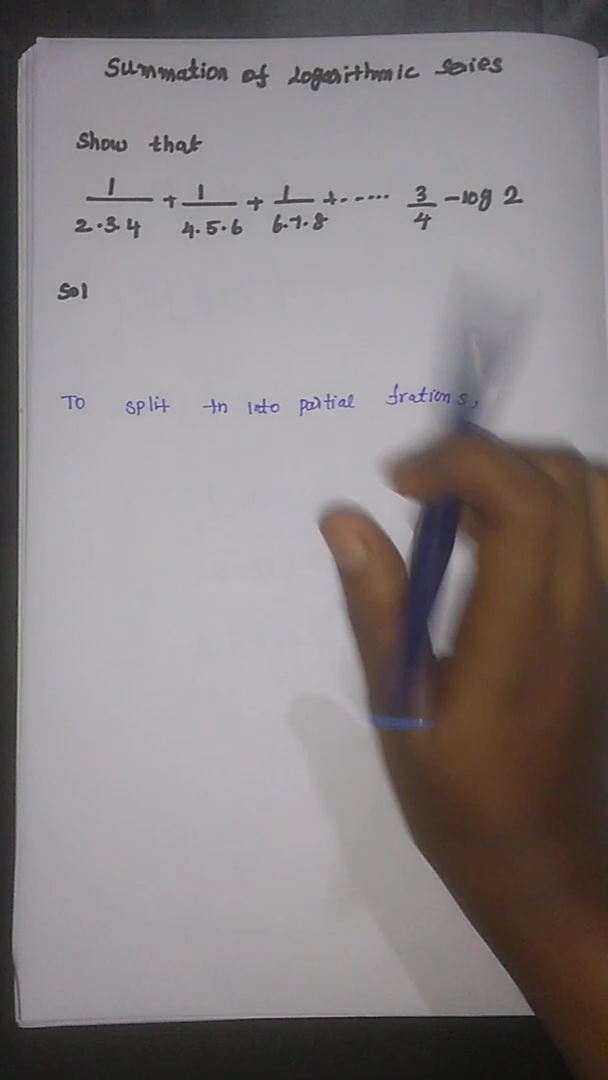 Summation of Logarithmic Series
Show that
1/2·3·4 + 1/4·5·6 + 1/6·7·8 +..... 3/4 - log 2
Sol
To split tn into partial frations,